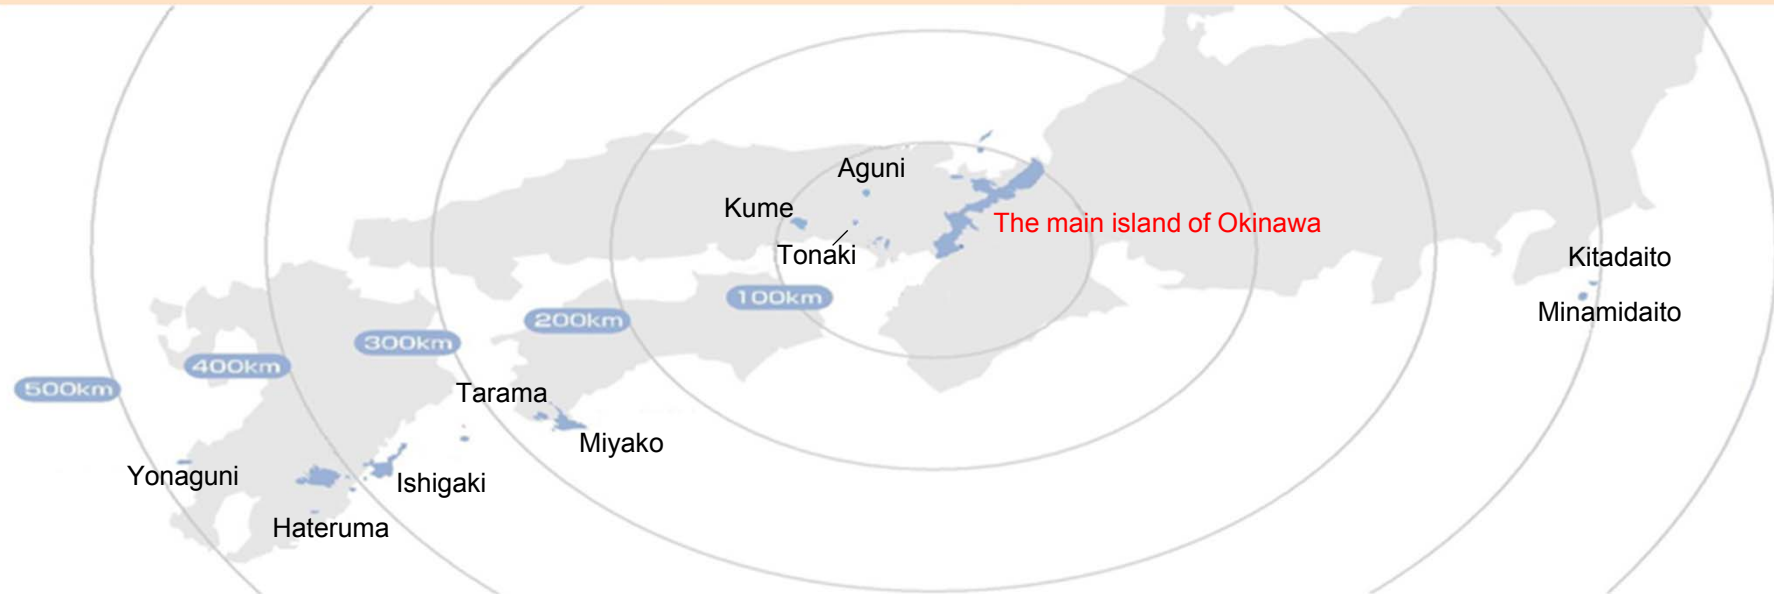 Aguni
Kume
The main island of Okinawa
Tonaki
Kitadaito
100km
Minamidaito
200km
300km
400km
500km
Tarama
Miyako
Yonaguni
Ishigaki
Hateruma